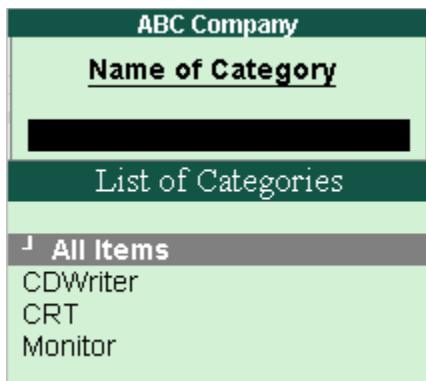 ABC Company
Name of Category
List of Categories
┘ All Items
CDWriter
CRT
Monitor